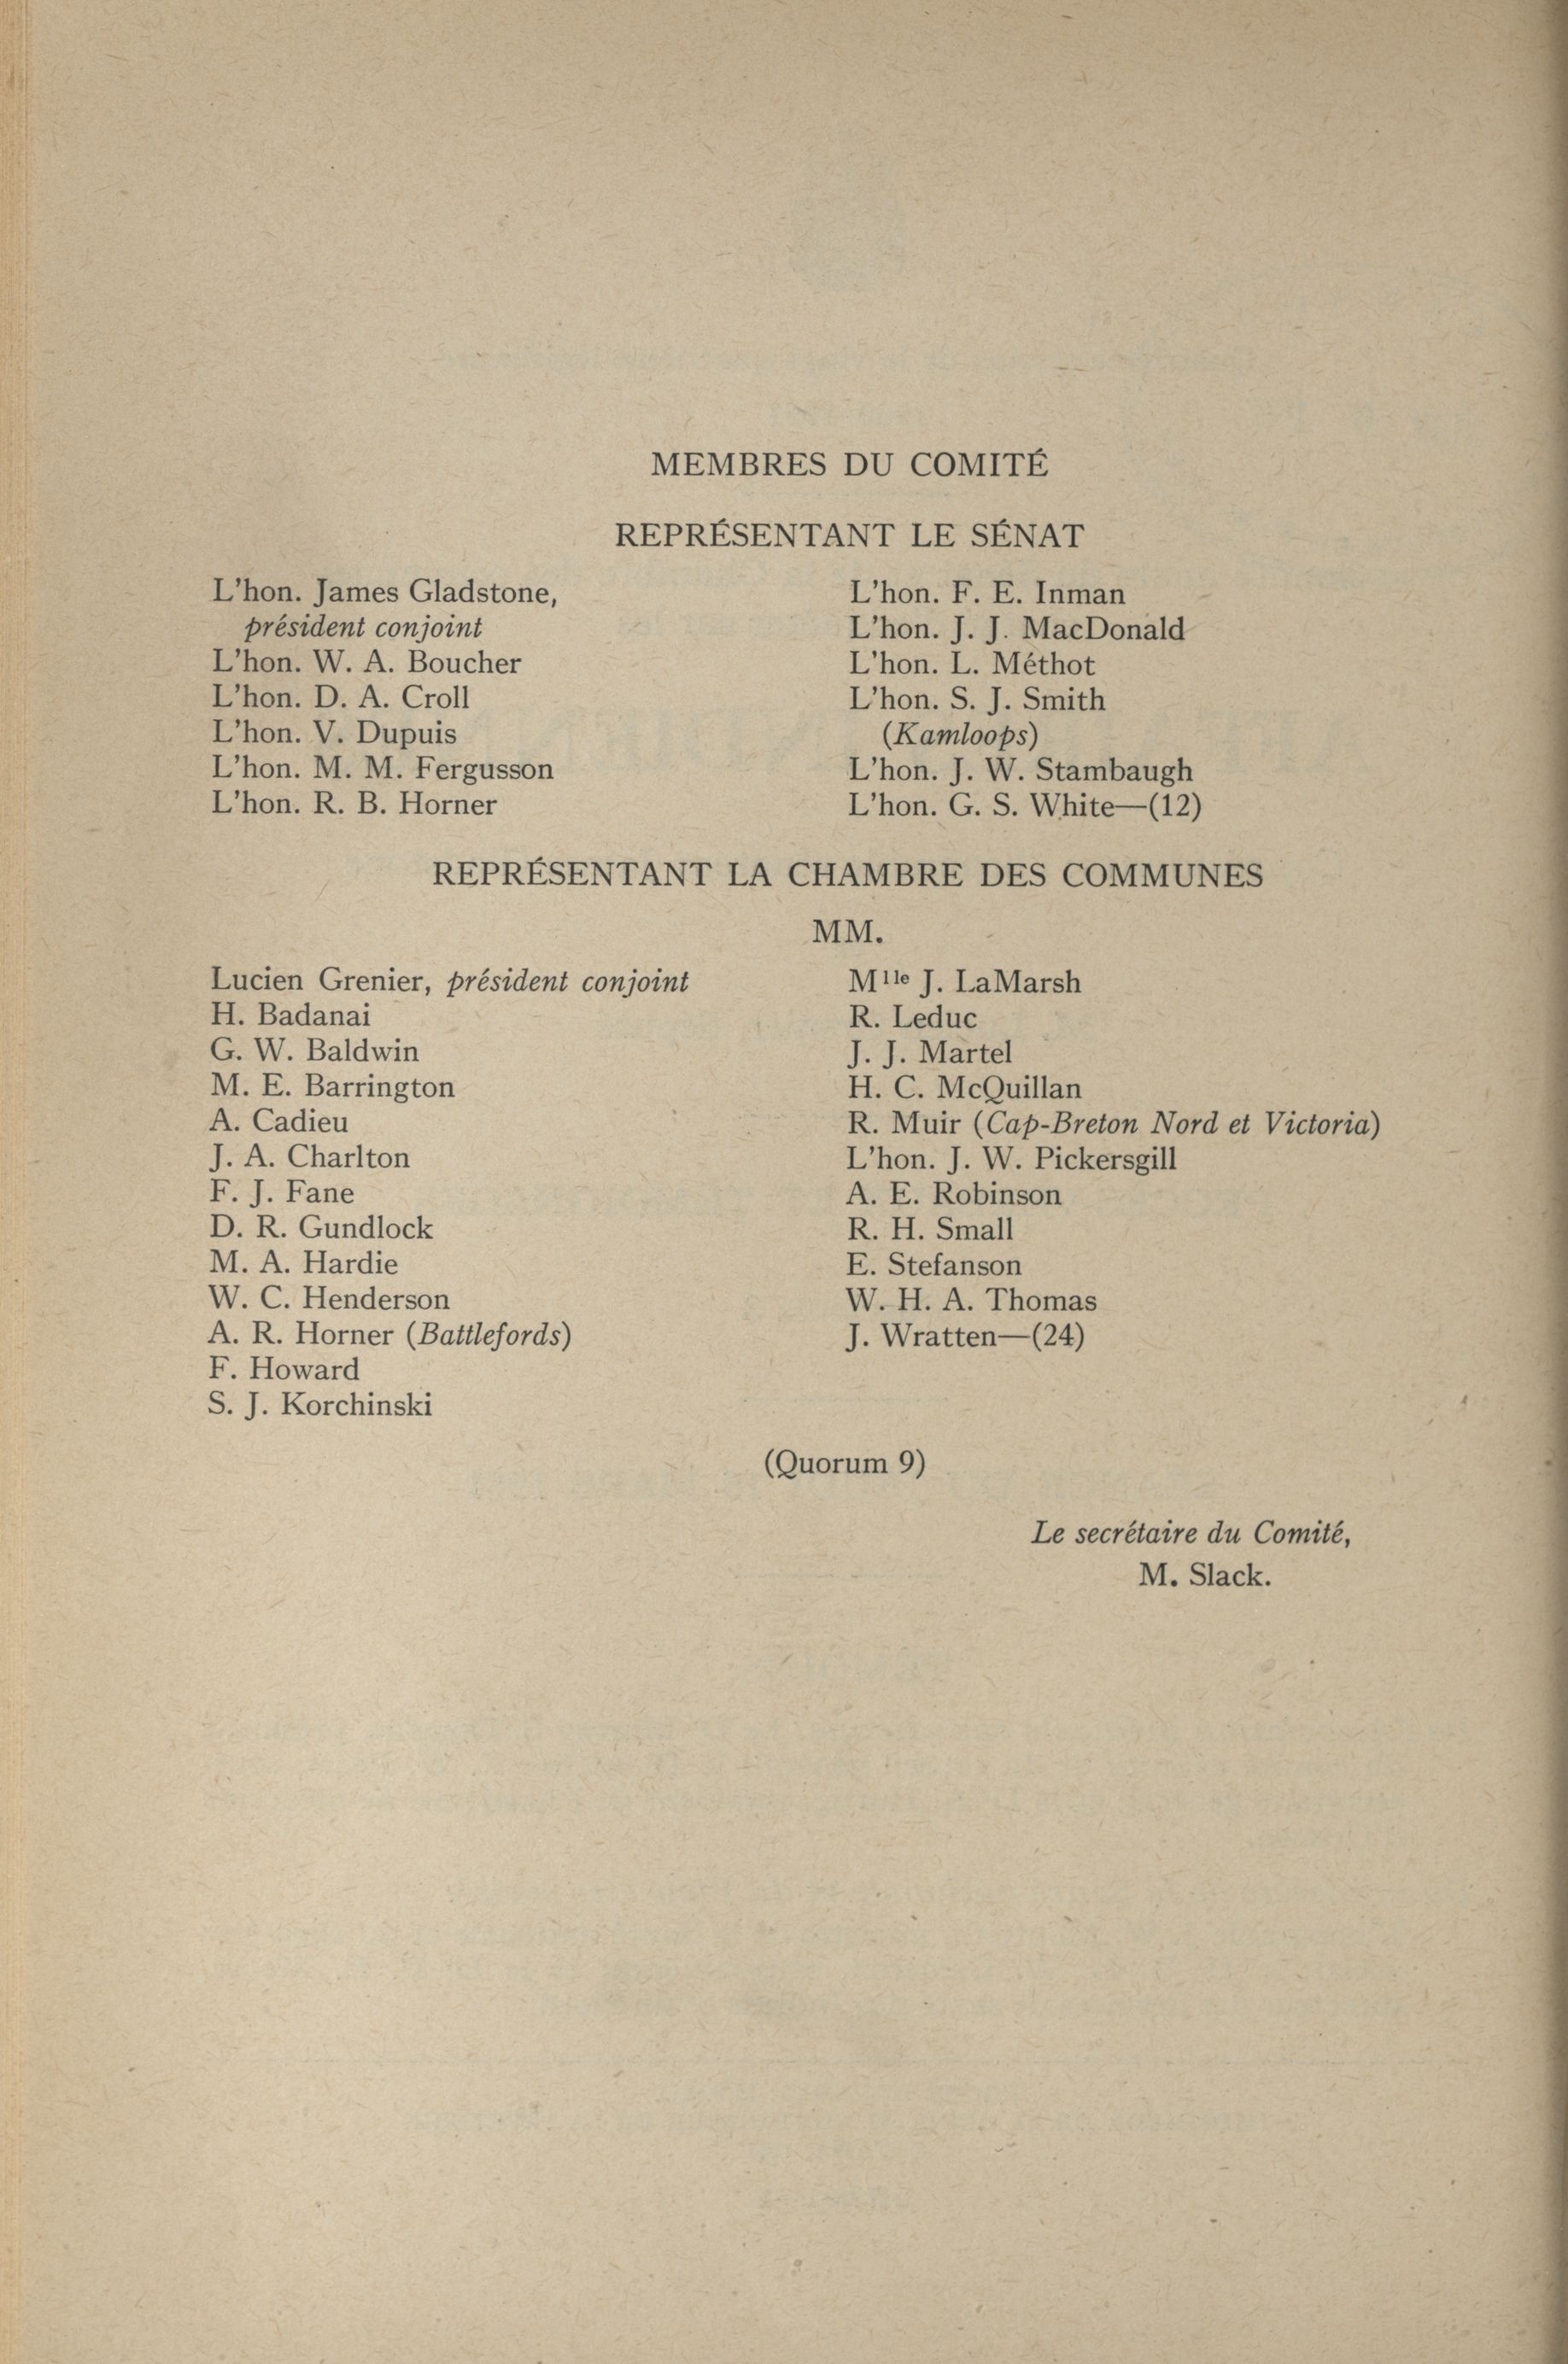 MEMBRES DU COMITÉ
REPRÉSENTANT LE SÉNAT
L'hon. James Gladstone,
président conjoint
L'hon. W. A. Boucher
L'hon. D. A. Croll
L'hon. V. Dupuis
L'hon. M. M. Fergusson
L'hon. R. B. Horner
L'hon. F. E. Inman
L'hon. J. J. MacDonald
L'hon. L. Méthot
L'hon. S. J. Smith
(Kamloops)
L'hon. J. W. Stambaugh
L'hon. G. S. White—(12)
REPRÉSENTANT LA CHAMBRE DES COMMUNES
MM.
Lucien Grenier, président conjoint
H. Badanai
G. W. Baldwin
M. E. Barrington
A. Cadieu
J. A. Charlton
F. J. Fane
D. R. Gundlock
M. A. Hardie
W. C. Henderson
A. R. Horner (Battlefords)
F. Howard
S. J. Korchinski
Mlle J. LaMarsh
R. Leduc
J. J. Martel
H. C. McQuillan
R. Muir (Cap-Breton Nord et Victoria)
L'hon. J. W. Pickersgill
A. E. Robinson
R. H. Small
E. Stefanson
W. H. A. Thomas
J. Wratten—(24)
(Quorum 9)
Le secrétaire du Comité,
M. Slack.